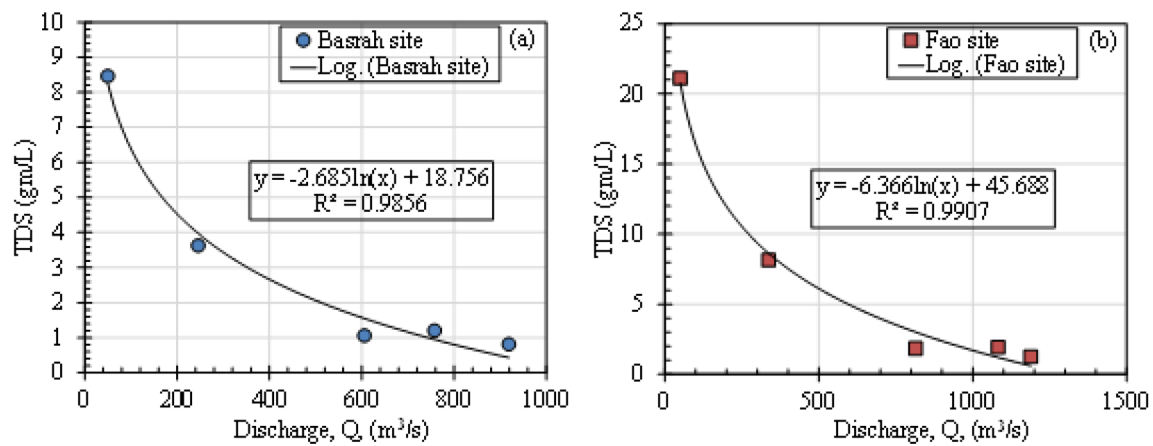 10
9
8
7
6
5
4
3
2
1
0
TDS (gm/L)
Basrah site
Log. (Basrah site)
(a)
y = -2.685ln(x) + 18.756
R² = 0.9856
0 200 400 600 800 1000
Discharge, Q, (m³/s)
25
20
15
10
5
0
TDS (gm/L)
Fao site
Log. (Fao site)
(b)
y = -6.366ln(x) + 45.688
R² = 0.9907
0 500 1000 1500
Discharge, Q, (m³/s)